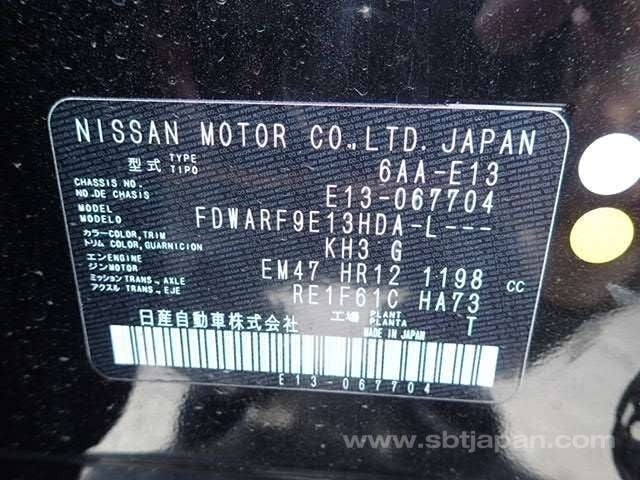 NISSAN MOTOR CO.,LTD. JAPAN
型式 TYPE TIPO 6AA-E13
CHASSIS NO. NO. DE CHASIS E13-067704
MODEL MODELO FDWARF9E13HDA-L---
カラー COLOR, TRIM トリム COLOR, GUARNICION KH3 G
エンジン ENGINE MOTOR EM47 HR12 1198 CC
ミッション アクスル TRANS., AXLE TRANS., EJE RE1F61C HA73
日産自動車株式会社 工場 PLANT PLANTA T
MADE IN JAPAN
E13-067704
www.sbtjapan.com